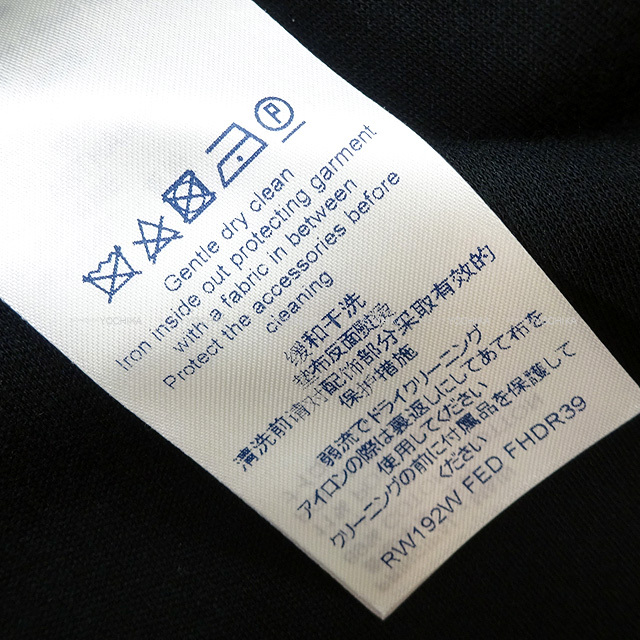 P
Gentle dry clean
Iron inside out protecting garment
with a fabric in between
Protect the accessories before
cleaning
缓和干洗
垫布反面熨烫
清洗前请对配饰部分采取有效的
保护措施
弱流でドライクリーニング
アイロンの際は裏返しにしてあて布を
使用してください
クリーニングの前に付属品を保護して
ください
RW192W FED FHDR39